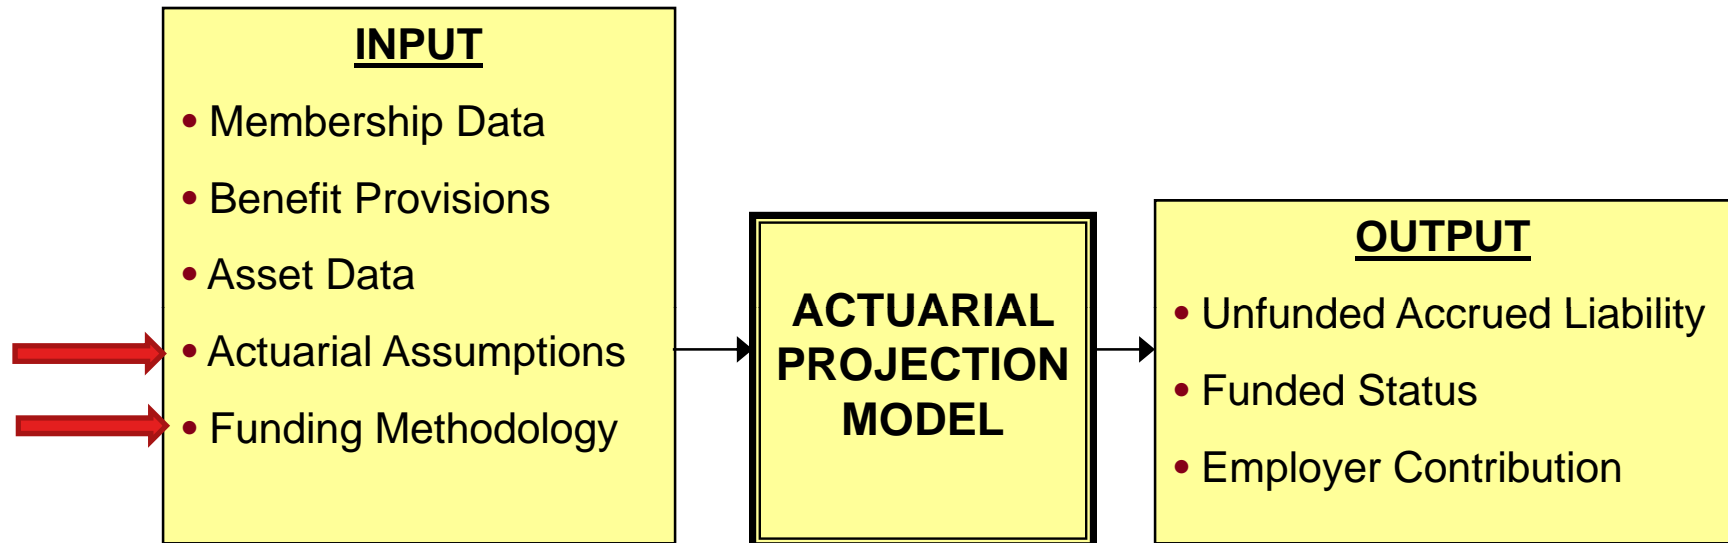 INPUT
• Membership Data
• Benefit Provisions
• Asset Data
• Actuarial Assumptions
• Funding Methodology
ACTUARIAL
PROJECTION
MODEL
OUTPUT
• Unfunded Accrued Liability
• Funded Status
• Employer Contribution